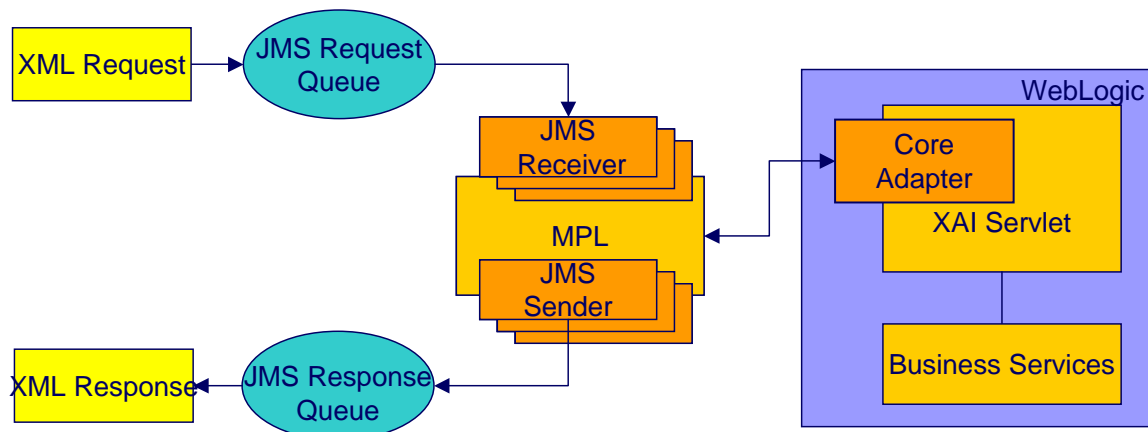 XML Request
JMS Request
Queue
WebLogic
JMS
Receiver
Core
Adapter
XAI Servlet
MPL
JMS
Sender
Business Services
XML Response
JMS Response
Queue